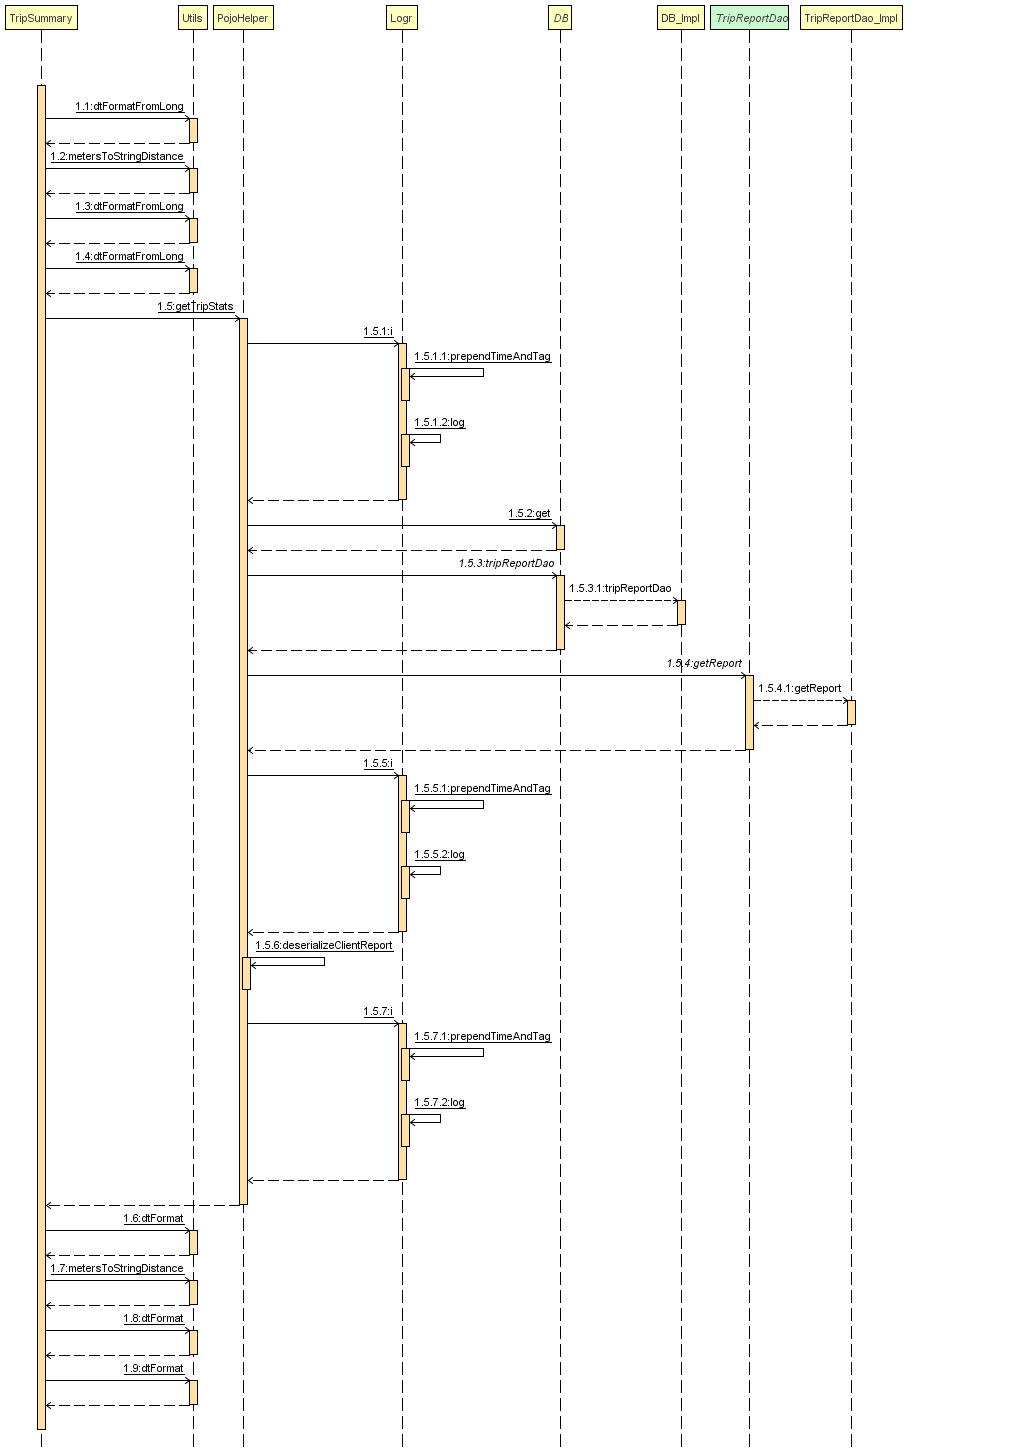 TripSummary
Utils
PojoHelper
Logr
DB
DB_Impl
TripReportDao
TripReportDao_Impl
1.1:dtFormatFromLong
1.2:metersToStringDistance
1.3:dtFormatFromLong
1.4:dtFormatFromLong
1.5:getTripStats
1.5.1:i
1.5.1.1:prependTimeAndTag
1.5.1.2:log
1.5.2:get
1.5.3:tripReportDao
1.5.3.1:tripReportDao
1.5.4:getReport
1.5.4.1:getReport
1.5.5:i
1.5.5.1:prependTimeAndTag
1.5.5.2:log
1.5.6:deserializeClientReport
1.5.7:i
1.5.7.1:prependTimeAndTag
1.5.7.2:log
1.6:dtFormat
1.7:metersToStringDistance
1.8:dtFormat
1.9:dtFormat